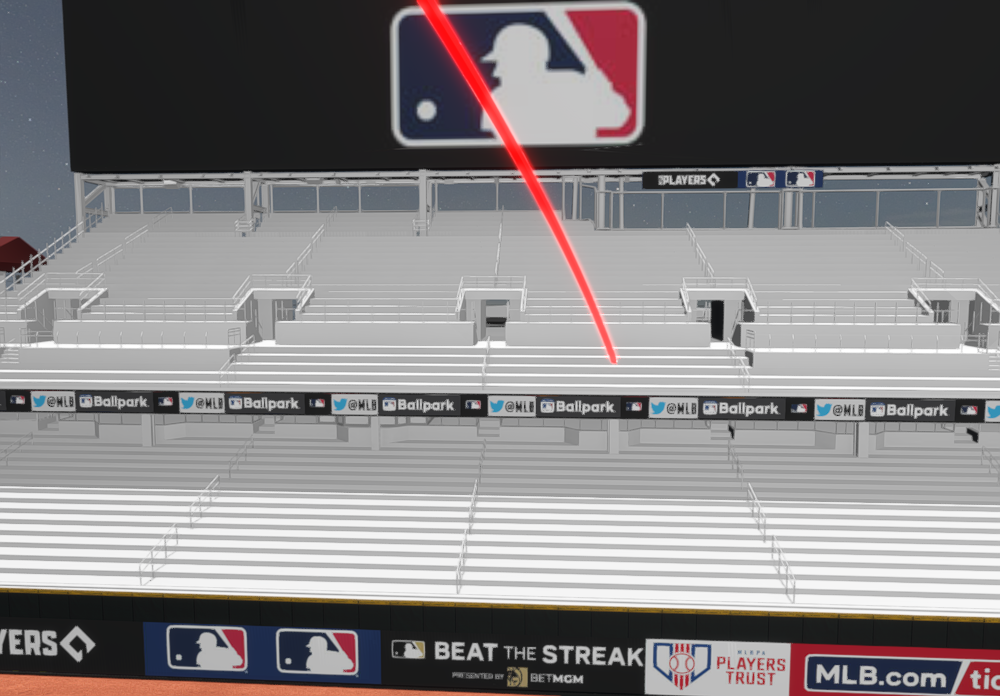 PLAYERS
@MLB Ballpark @MLB Ballpark @MLB Ballpark @MLB Ballpark @MLB Ballpark @MLB Ballpark
YERS
BEAT THE STREAK
PRESENTED BY BETMGM
MLBPA
PLAYERS
TRUST
MLB.com/tic